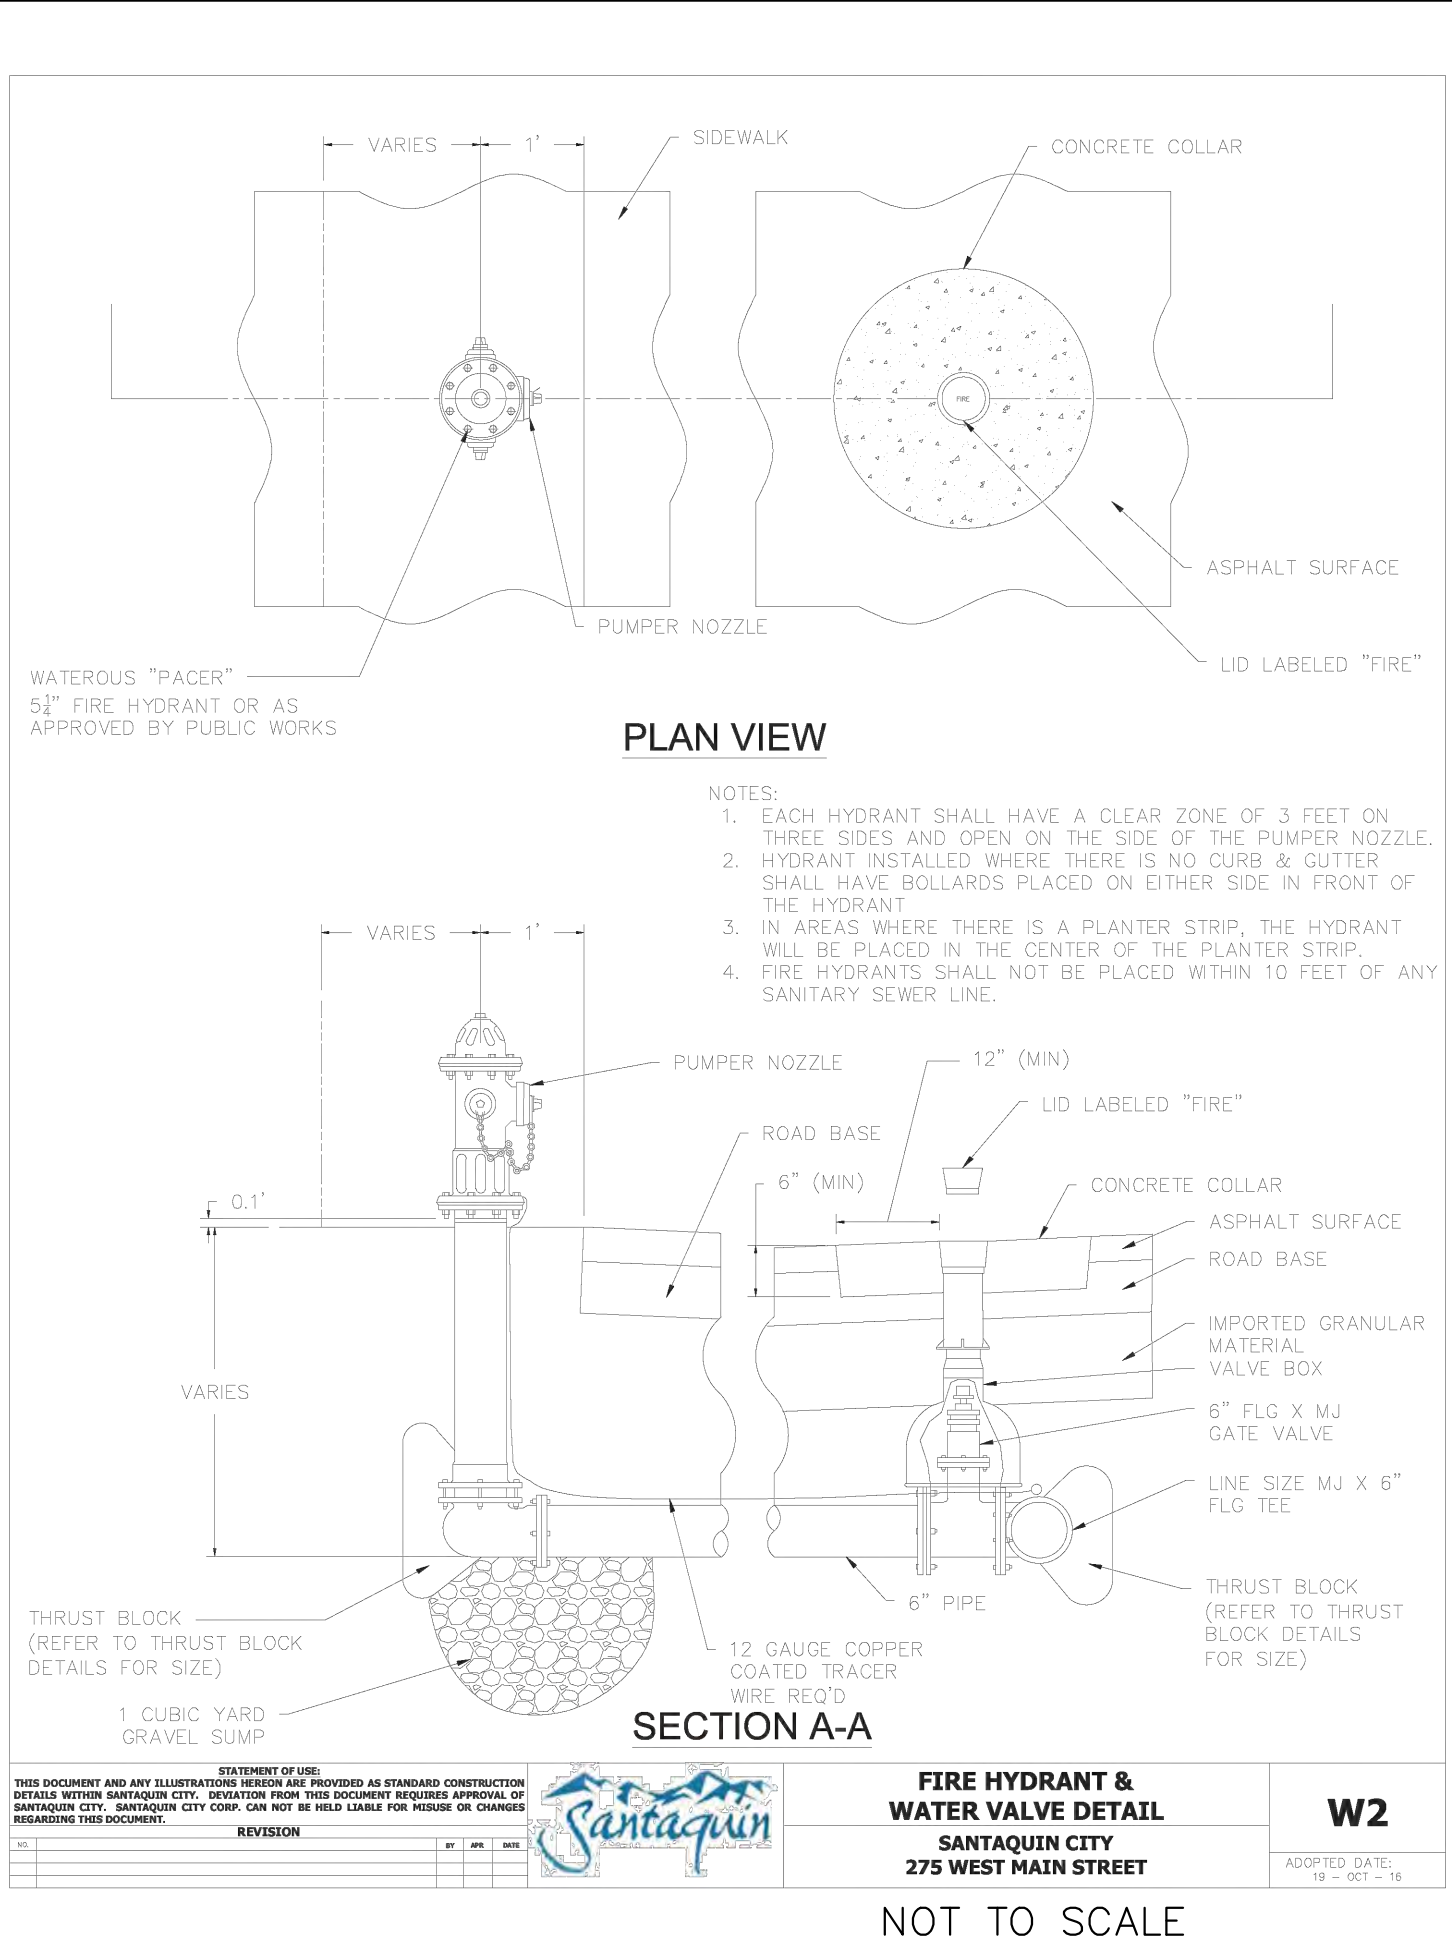 VARIES
1'
SIDEWALK
CONCRETE COLLAR
FIRE
ASPHALT SURFACE
PUMPER NOZZLE
LID LABELED "FIRE"
WATEROUS "PACER"
5¼" FIRE HYDRANT OR AS
APPROVED BY PUBLIC WORKS
PLAN VIEW
NOTES:
1. EACH HYDRANT SHALL HAVE A CLEAR ZONE OF 3 FEET ON
THREE SIDES AND OPEN ON THE SIDE OF THE PUMPER NOZZLE.
2. HYDRANT INSTALLED WHERE THERE IS NO CURB & GUTTER
SHALL HAVE BOLLARDS PLACED ON EITHER SIDE IN FRONT OF
THE HYDRANT
3. IN AREAS WHERE THERE IS A PLANTER STRIP, THE HYDRANT
WILL BE PLACED IN THE CENTER OF THE PLANTER STRIP.
4. FIRE HYDRANTS SHALL NOT BE PLACED WITHIN 10 FEET OF ANY
SANITARY SEWER LINE.
VARIES
1'
PUMPER NOZZLE
12" (MIN)
LID LABELED "FIRE"
ROAD BASE
6" (MIN)
CONCRETE COLLAR
0.1'
ASPHALT SURFACE
ROAD BASE
IMPORTED GRANULAR
MATERIAL
VALVE BOX
VARIES
6" FLG X MJ
GATE VALVE
LINE SIZE MJ X 6"
FLG TEE
6" PIPE
THRUST BLOCK
(REFER TO THRUST
BLOCK DETAILS
FOR SIZE)
THRUST BLOCK
(REFER TO THRUST BLOCK
DETAILS FOR SIZE)
12 GAUGE COPPER
COATED TRACER
WIRE REQ'D
1 CUBIC YARD
GRAVEL SUMP
SECTION A-A
STATEMENT OF USE:
THIS DOCUMENT AND ANY ILLUSTRATIONS HEREON ARE PROVIDED AS STANDARD CONSTRUCTION
DETAILS WITHIN SANTAQUIN CITY. DEVIATION FROM THIS DOCUMENT REQUIRES APPROVAL OF
SANTAQUIN CITY. SANTAQUIN CITY CORP. CAN NOT BE HELD LIABLE FOR MISUSE OR CHANGES
REGARDING THIS DOCUMENT.
REVISION
NO. BY APR DATE
Santaquin
FIRE HYDRANT &
WATER VALVE DETAIL
SANTAQUIN CITY
275 WEST MAIN STREET
W2
ADOPTED DATE:
19 - OCT - 16
NOT TO SCALE